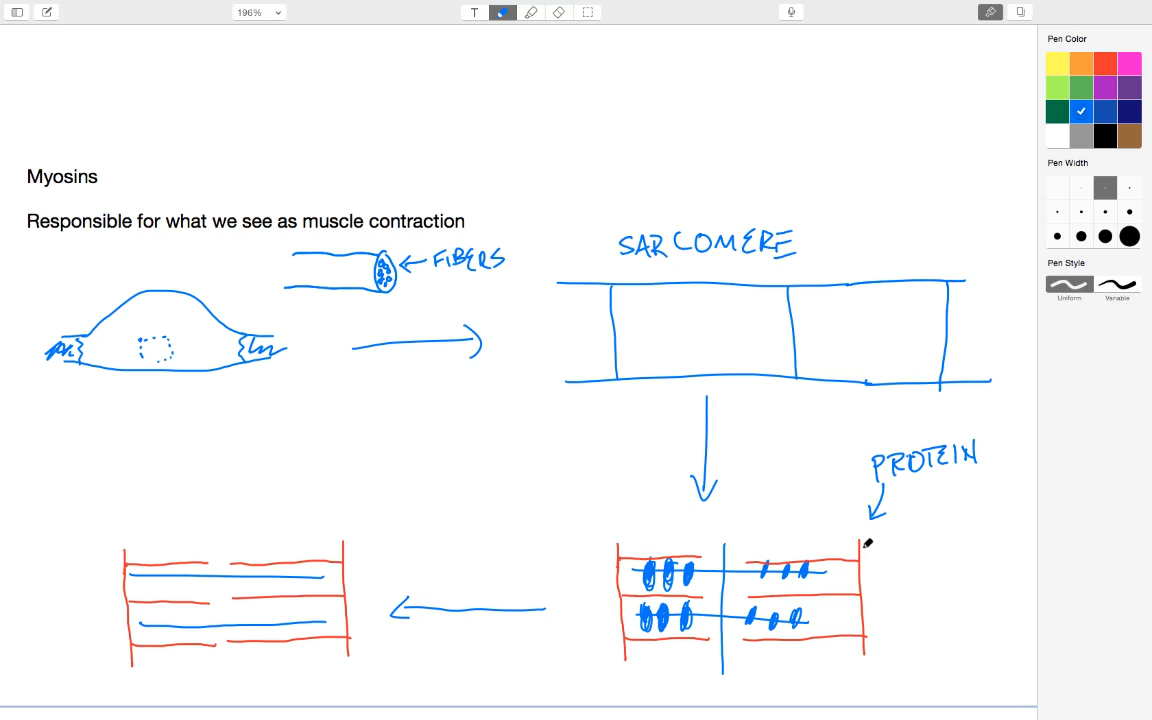 196%
T
Pen Color
Myosins
Responsible for what we see as muscle contraction
SARCOMERE
FIBERS
PROTEIN
Pen Width
Pen Style
Uniform
Variable